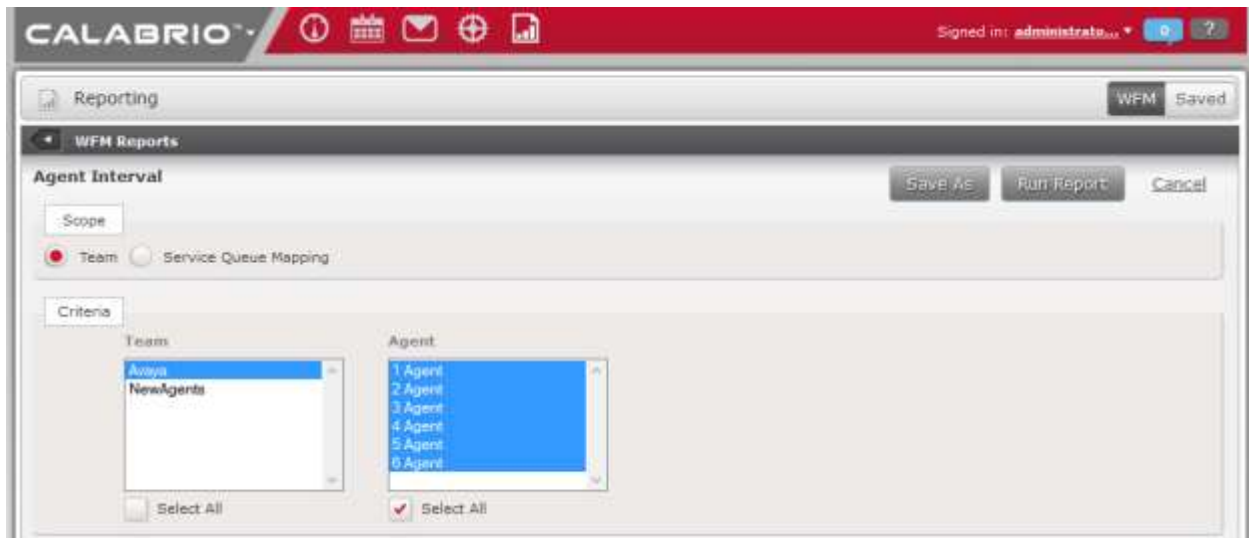 CALABRIO™
Signed in: administrato... 0 ?
Reporting WFM Saved
WFM Reports
Agent Interval Save As Run Report Cancel
Scope
Team Service Queue Mapping
Criteria
Team Agent
Avaya 1 Agent
NewAgents 2 Agent
3 Agent
4 Agent
5 Agent
6 Agent
Select All Select All